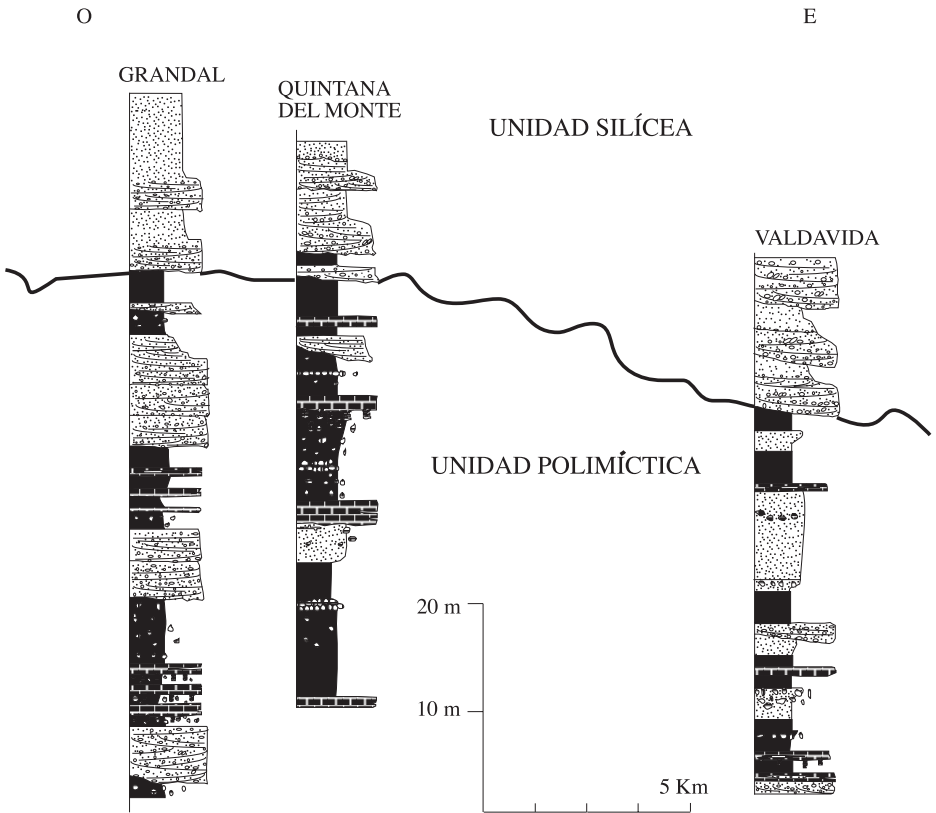 O
E
GRANDAL
QUINTANA
DEL MONTE
UNIDAD SILÍCEA
VALDAVIDA
UNIDAD POLIMÍCTICA
20 m
10 m
5 Km